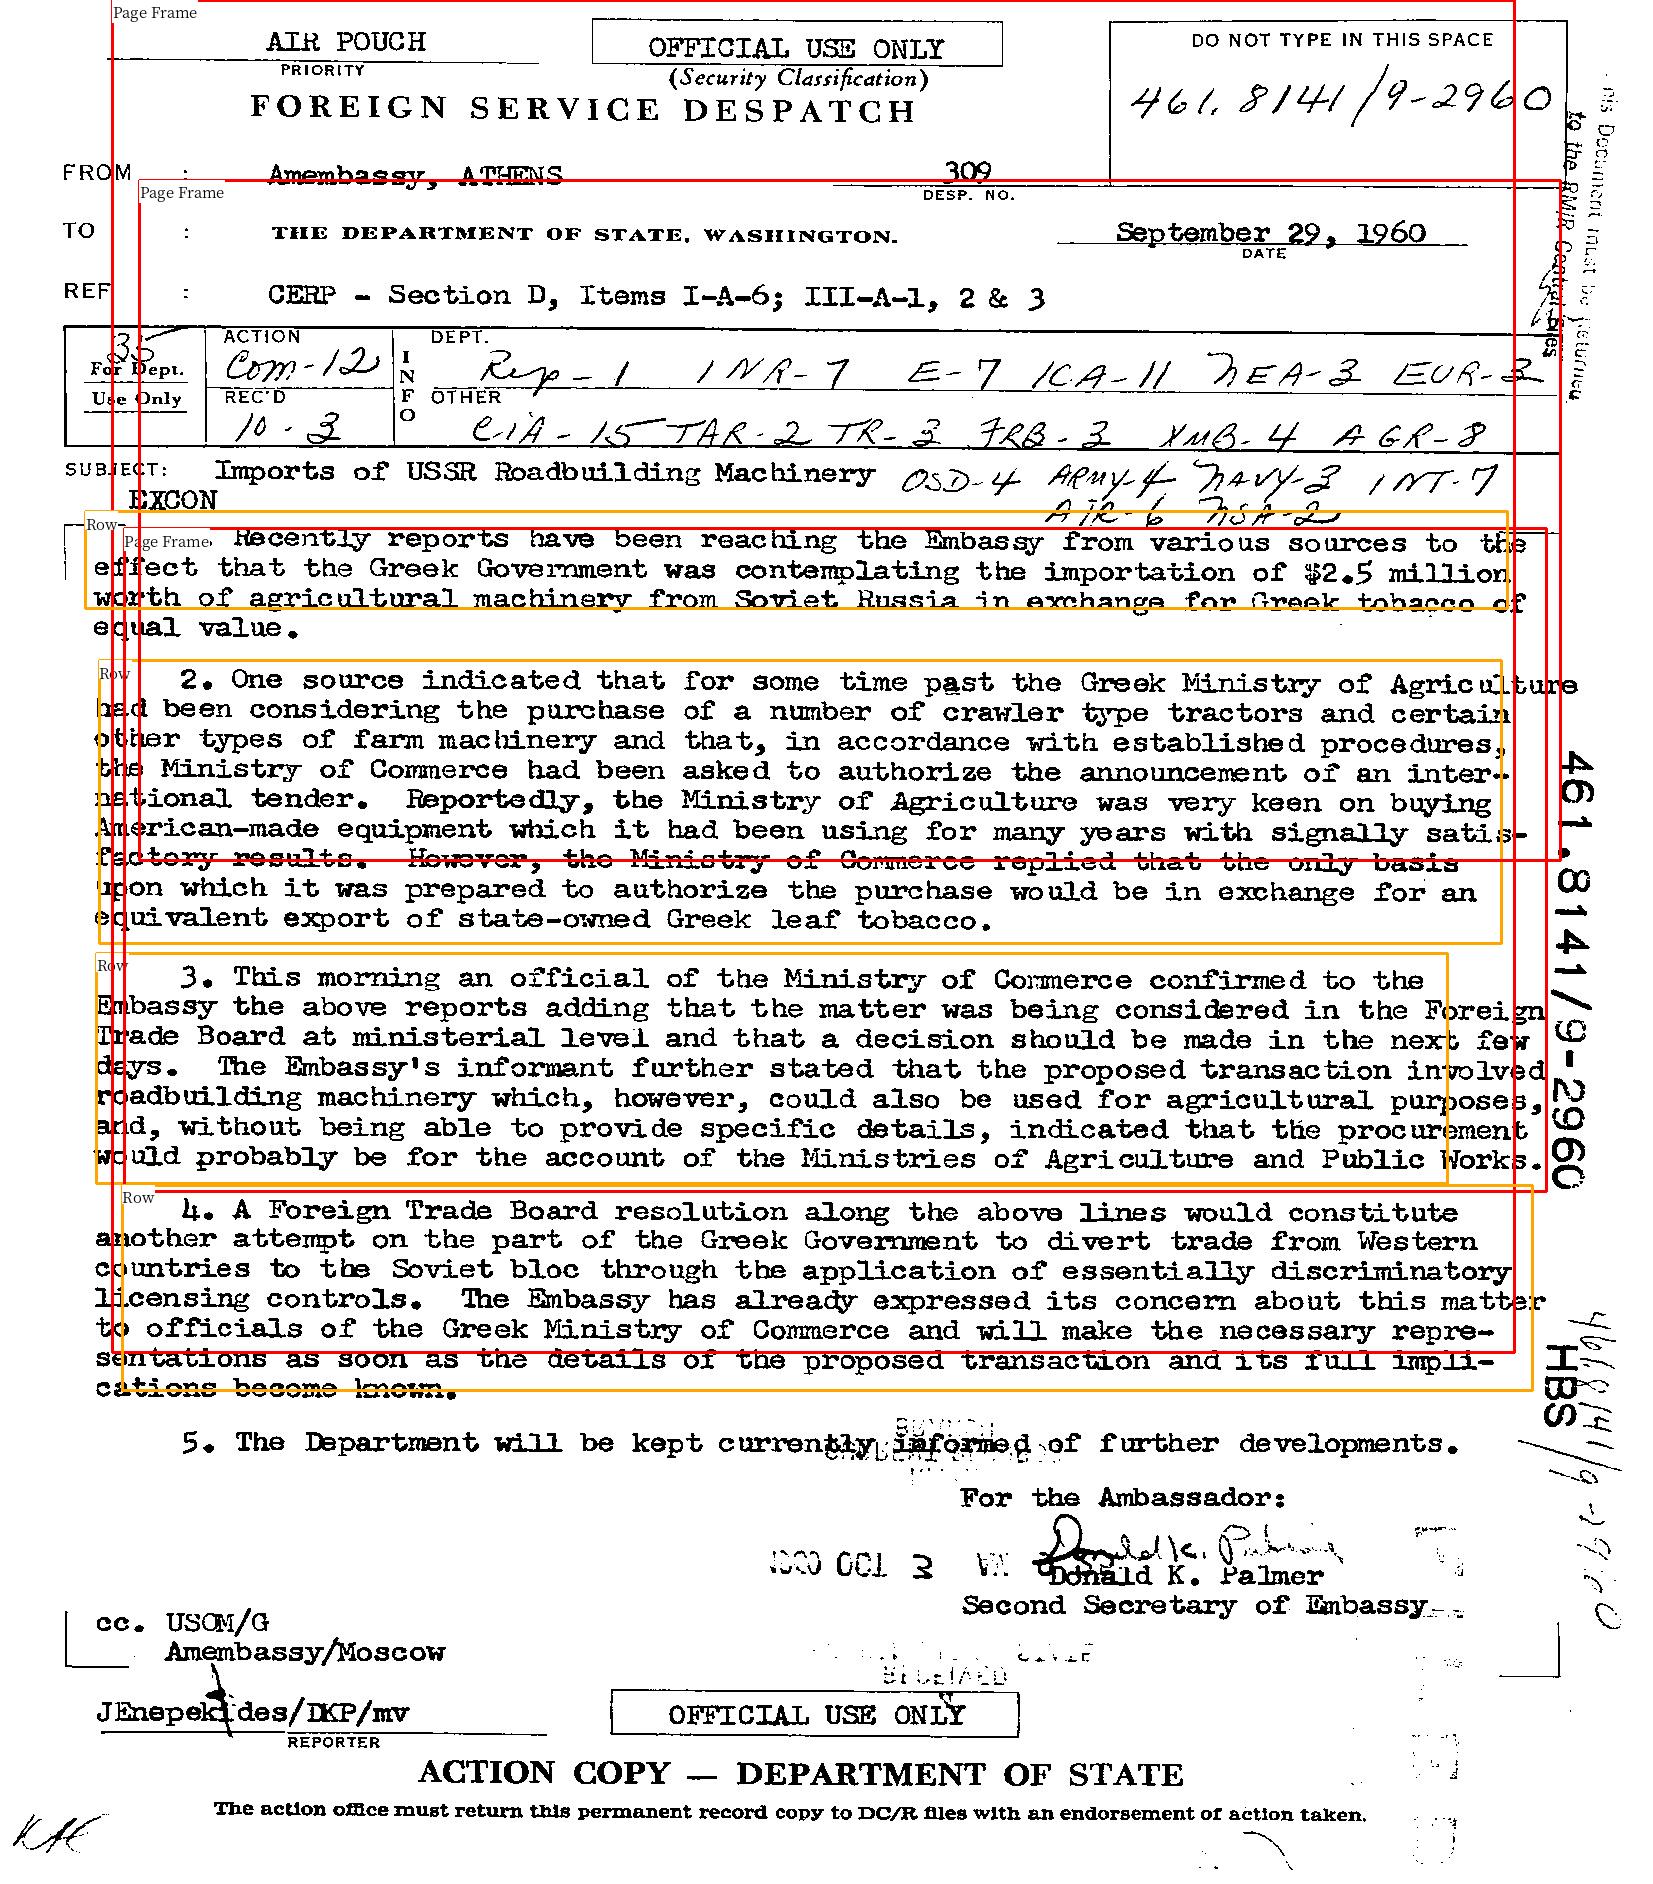 Page Frame
AIR POUCH
PRIORITY
OFFICIAL USE ONLY
(Security Classification)
FOREIGN SERVICE DESPATCH
DO NOT TYPE IN THIS SPACE
461.8141/9-2960
FROM : Amembassy, ATHENS
309
DESP. NO.
Page Frame
TO : THE DEPARTMENT OF STATE, WASHINGTON.
September 29, 1960
DATE
REF : CERP - Section D, Items I-A-6; III-A-1, 2 & 3
35
For Dept.
Use Only
ACTION
Com-12
REC'D
10-3
INFO
DEPT.
Rep-1 INR-7 E-7 ICA-11 NEA-3 EUR-3
OTHER
CIA-15 TAR-2 TR-3 FRB-3 XMB-4 AGR-8
SUBJECT: Imports of USSR Roadbuilding Machinery OSD-4 ARMY-4 NAVY-3 INT-7
EXCON AIR-6 NSA-2
Row
Page Frame
Recently reports have been reaching the Embassy from various sources to the
effect that the Greek Government was contemplating the importation of $2.5 million
worth of agricultural machinery from Soviet Russia in exchange for Greek tobacco of
equal value.
Row
2. One source indicated that for some time past the Greek Ministry of Agriculture
had been considering the purchase of a number of crawler type tractors and certain
other types of farm machinery and that, in accordance with established procedures,
the Ministry of Commerce had been asked to authorize the announcement of an inter-
national tender. Reportedly, the Ministry of Agriculture was very keen on buying
American-made equipment which it had been using for many years with signally satis-
factory results. However, the Ministry of Commerce replied that the only basis
upon which it was prepared to authorize the purchase would be in exchange for an
equivalent export of state-owned Greek leaf tobacco.
Row
3. This morning an official of the Ministry of Commerce confirmed to the
Embassy the above reports adding that the matter was being considered in the Foreign
Trade Board at ministerial level and that a decision should be made in the next few
days. The Embassy's informant further stated that the proposed transaction involved
roadbuilding machinery which, however, could also be used for agricultural purposes,
and, without being able to provide specific details, indicated that the procurement
would probably be for the account of the Ministries of Agriculture and Public Works.
Row
4. A Foreign Trade Board resolution along the above lines would constitute
another attempt on the part of the Greek Government to divert trade from Western
countries to the Soviet bloc through the application of essentially discriminatory
licensing controls. The Embassy has already expressed its concern about this matter
to officials of the Greek Ministry of Commerce and will make the necessary repre-
sentations as soon as the details of the proposed transaction and its full impli-
cations become known.
5. The Department will be kept currently informed of further developments.
For the Ambassador:
Donald K. Palmer
OCT 3
Donald K. Palmer
Second Secretary of Embassy
cc. USOM/G
Amembassy/Moscow
JEnepekides/DKP/mv
REPORTER
OFFICIAL USE ONLY
ACTION COPY — DEPARTMENT OF STATE
The action office must return this permanent record copy to DC/R files with an endorsement of action taken.
This Document must be returned
to the RM/R Central Files
461.8141/9-2960
HBS
461.8141/9-2960